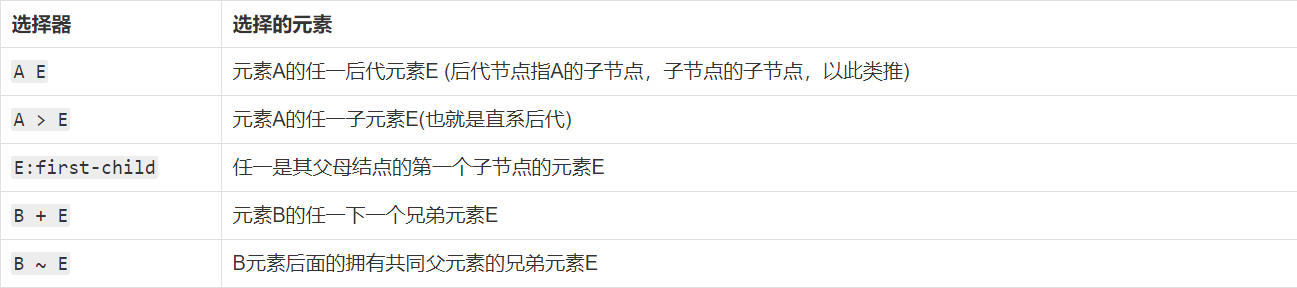 选择器 选择的元素
A E 元素A的任一后代元素E (后代节点指A的子节点，子节点的子节点，以此类推)
A > E 元素A的任一子元素E(也就是直系后代)
E:first-child 任一是其父母结点的第一个子节点的元素E
B + E 元素B的任一下一个兄弟元素E
B ~ E B元素后面的拥有共同父元素的兄弟元素E